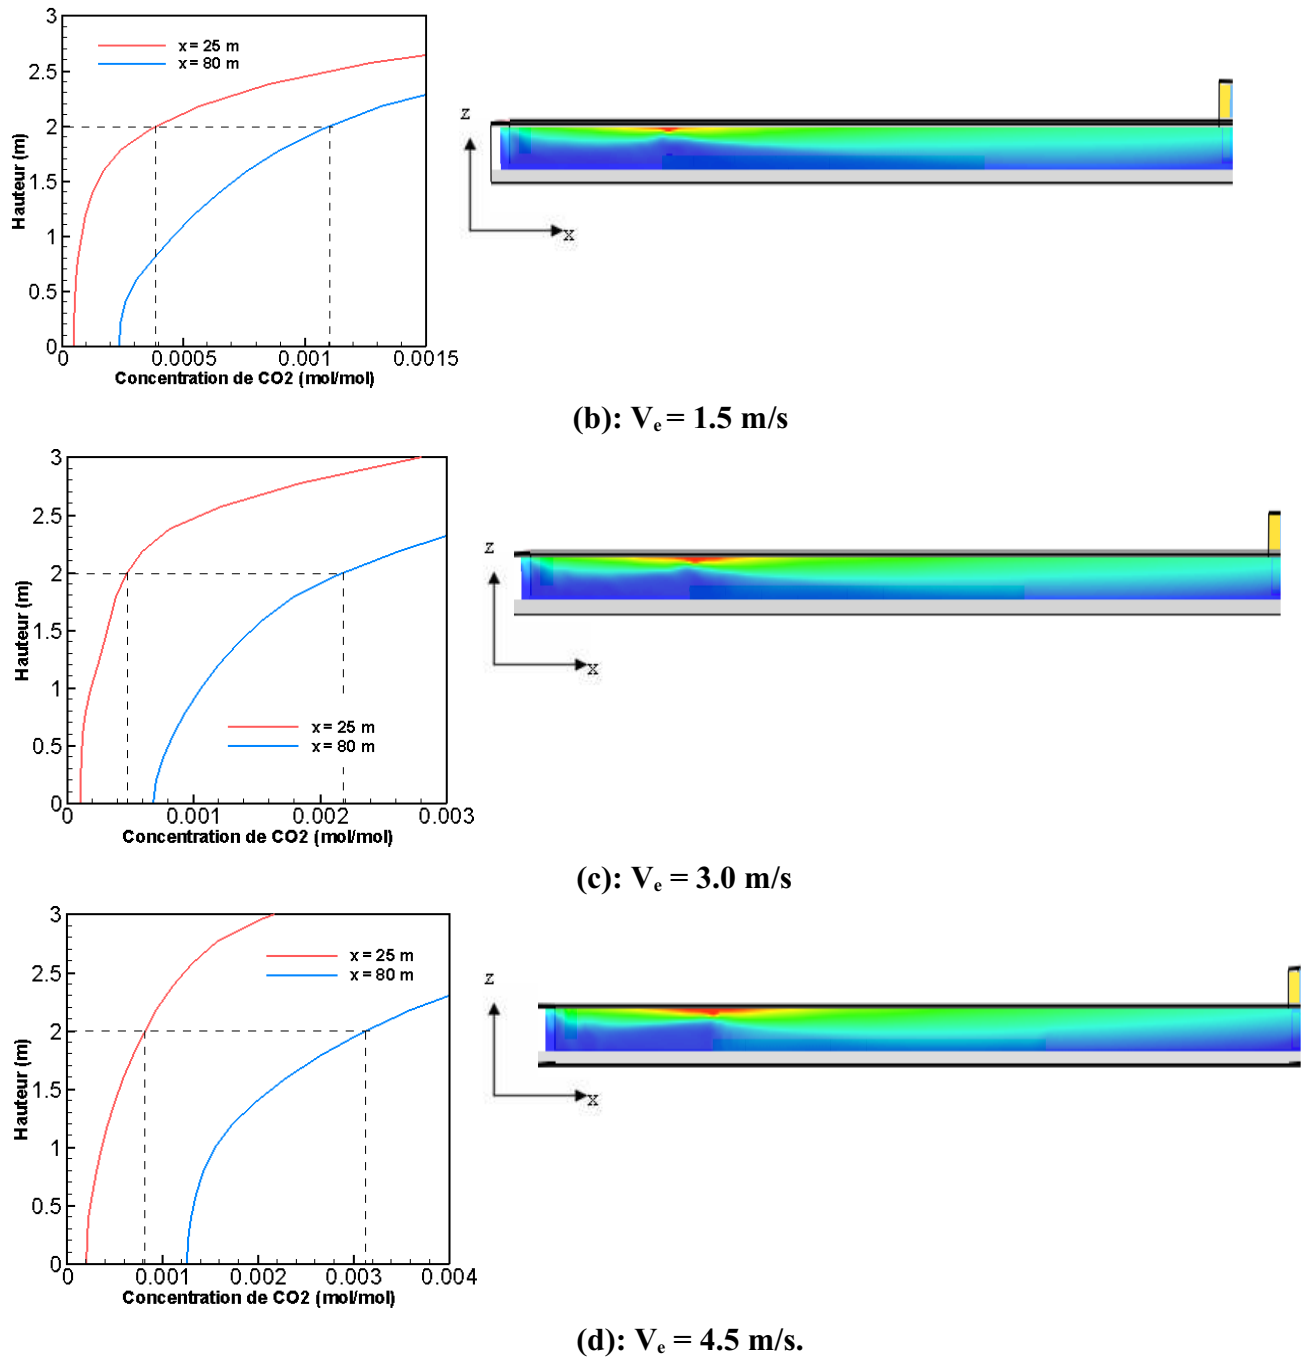 3
2.5
2
1.5
1
0.5
0
Hauteur (m)
x = 25 m
x = 80 m
0 0.0005 0.001 0.0015
Concentration de CO2 (mol/mol)
z
x
(b): Ve = 1.5 m/s
3
2.5
2
1.5
1
0.5
0
Hauteur (m)
x = 25 m
x = 80 m
0 0.001 0.002 0.003
Concentration de CO2 (mol/mol)
z
x
(c): Ve = 3.0 m/s
3
2.5
2
1.5
1
0.5
0
Hauteur (m)
x = 25 m
x = 80 m
0 0.001 0.002 0.003 0.004
Concentration de CO2 (mol/mol)
z
x
(d): Ve = 4.5 m/s.